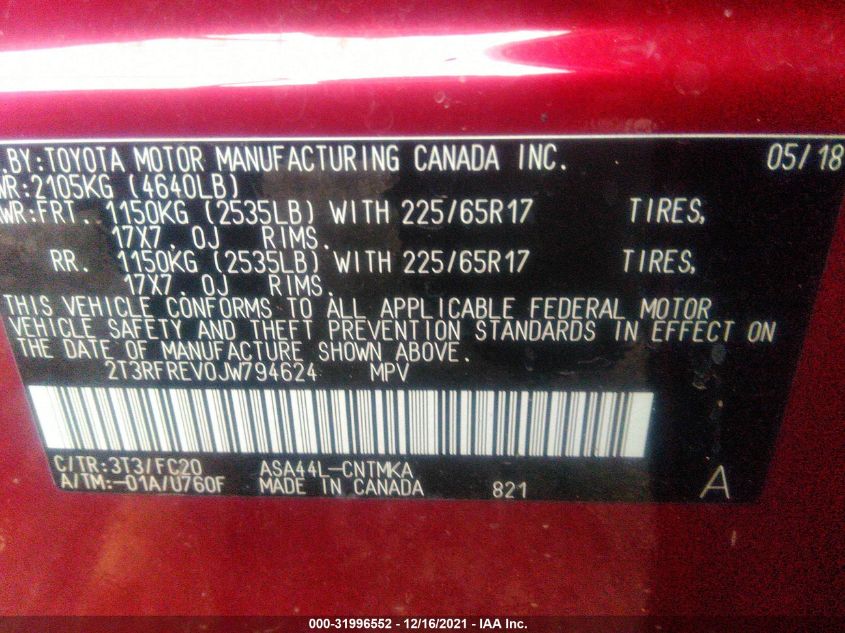 .BY:TOYOTA MOTOR MANUFACTURING CANADA INC. 05/18
WR:2105KG (4640LB)
WR:FRT. 1150KG (2535LB) WITH 225/65R17 TIRES,
17X7.0J RIMS.
RR. 1150KG (2535LB) WITH 225/65R17 TIRES,
17X7.0J RIMS.
THIS VEHICLE CONFORMS TO ALL APPLICABLE FEDERAL MOTOR
VEHICLE SAFETY AND THEFT PREVENTION STANDARDS IN EFFECT ON
THE DATE OF MANUFACTURE SHOWN ABOVE.
2T3RFREV0JW794624 MPV
C/TR:3T3/FC20 ASA44L-CNTMKA
A/TM:-01A/U760F MADE IN CANADA 821 A
000-31996552 - 12/16/2021 - IAA Inc.